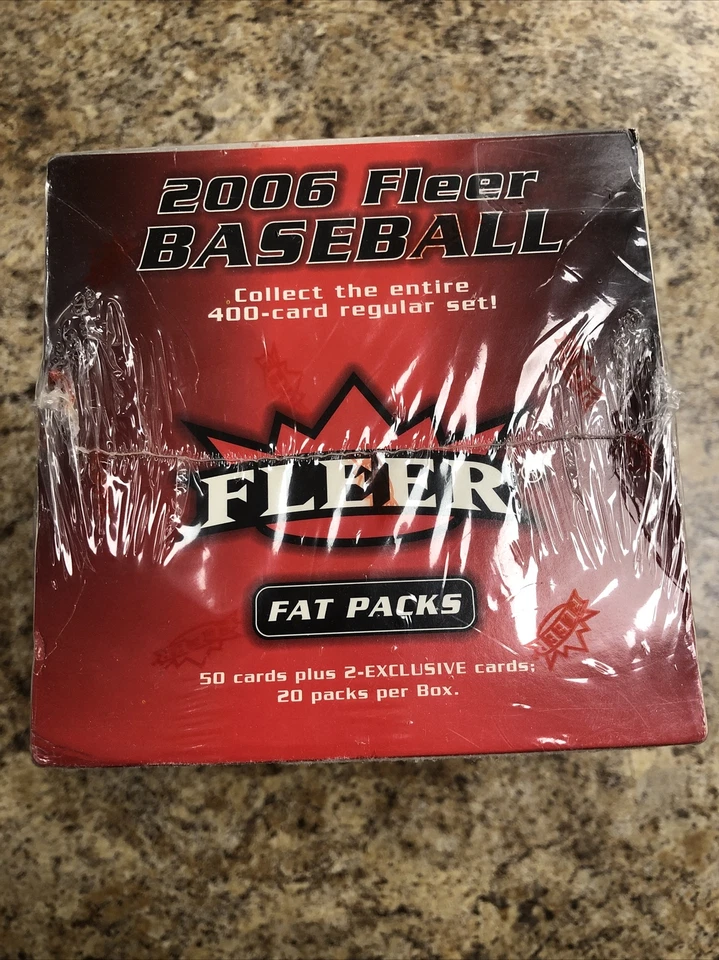 2006 Fleer
BASEBALL
Collect the entire
400-card regular set!
FLEER
FAT PACKS
50 cards plus 2-EXCLUSIVE cards;
20 packs per Box.